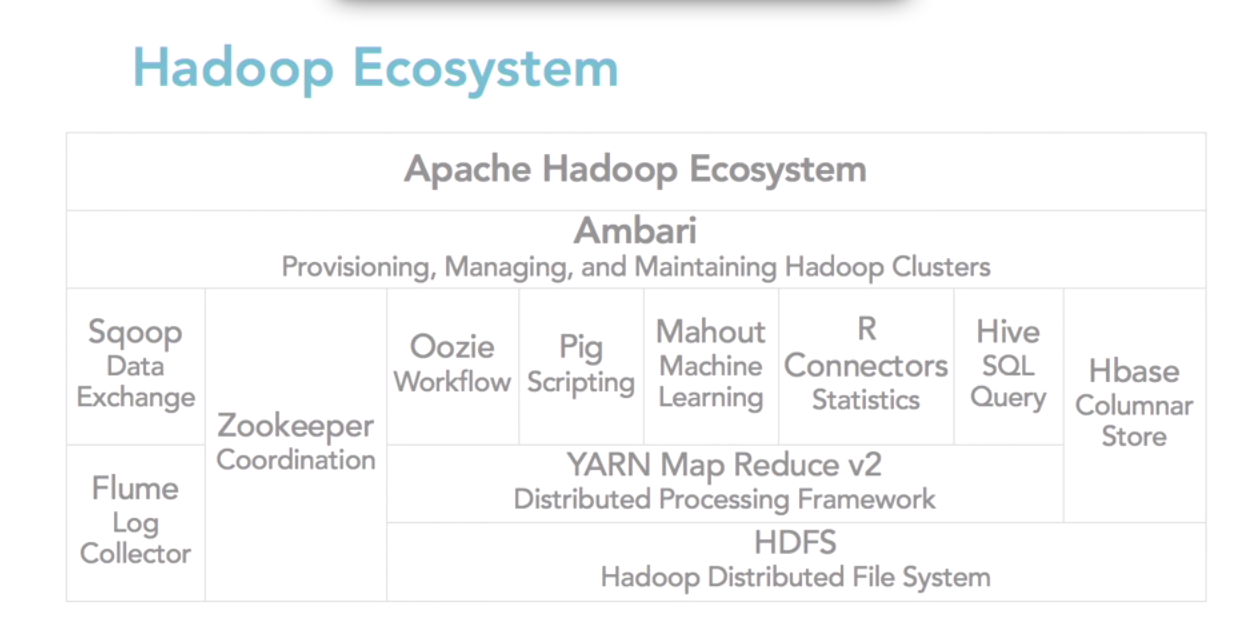 Hadoop Ecosystem
Apache Hadoop Ecosystem
Ambari
Provisioning, Managing, and Maintaining Hadoop Clusters
Sqoop
Data
Exchange
Flume
Log
Collector
Zookeeper
Coordination
Oozie
Workflow
Pig
Scripting
Mahout
Machine
Learning
R
Connectors
Statistics
Hive
SQL
Query
Hbase
Columnar
Store
YARN Map Reduce v2
Distributed Processing Framework
HDFS
Hadoop Distributed File System